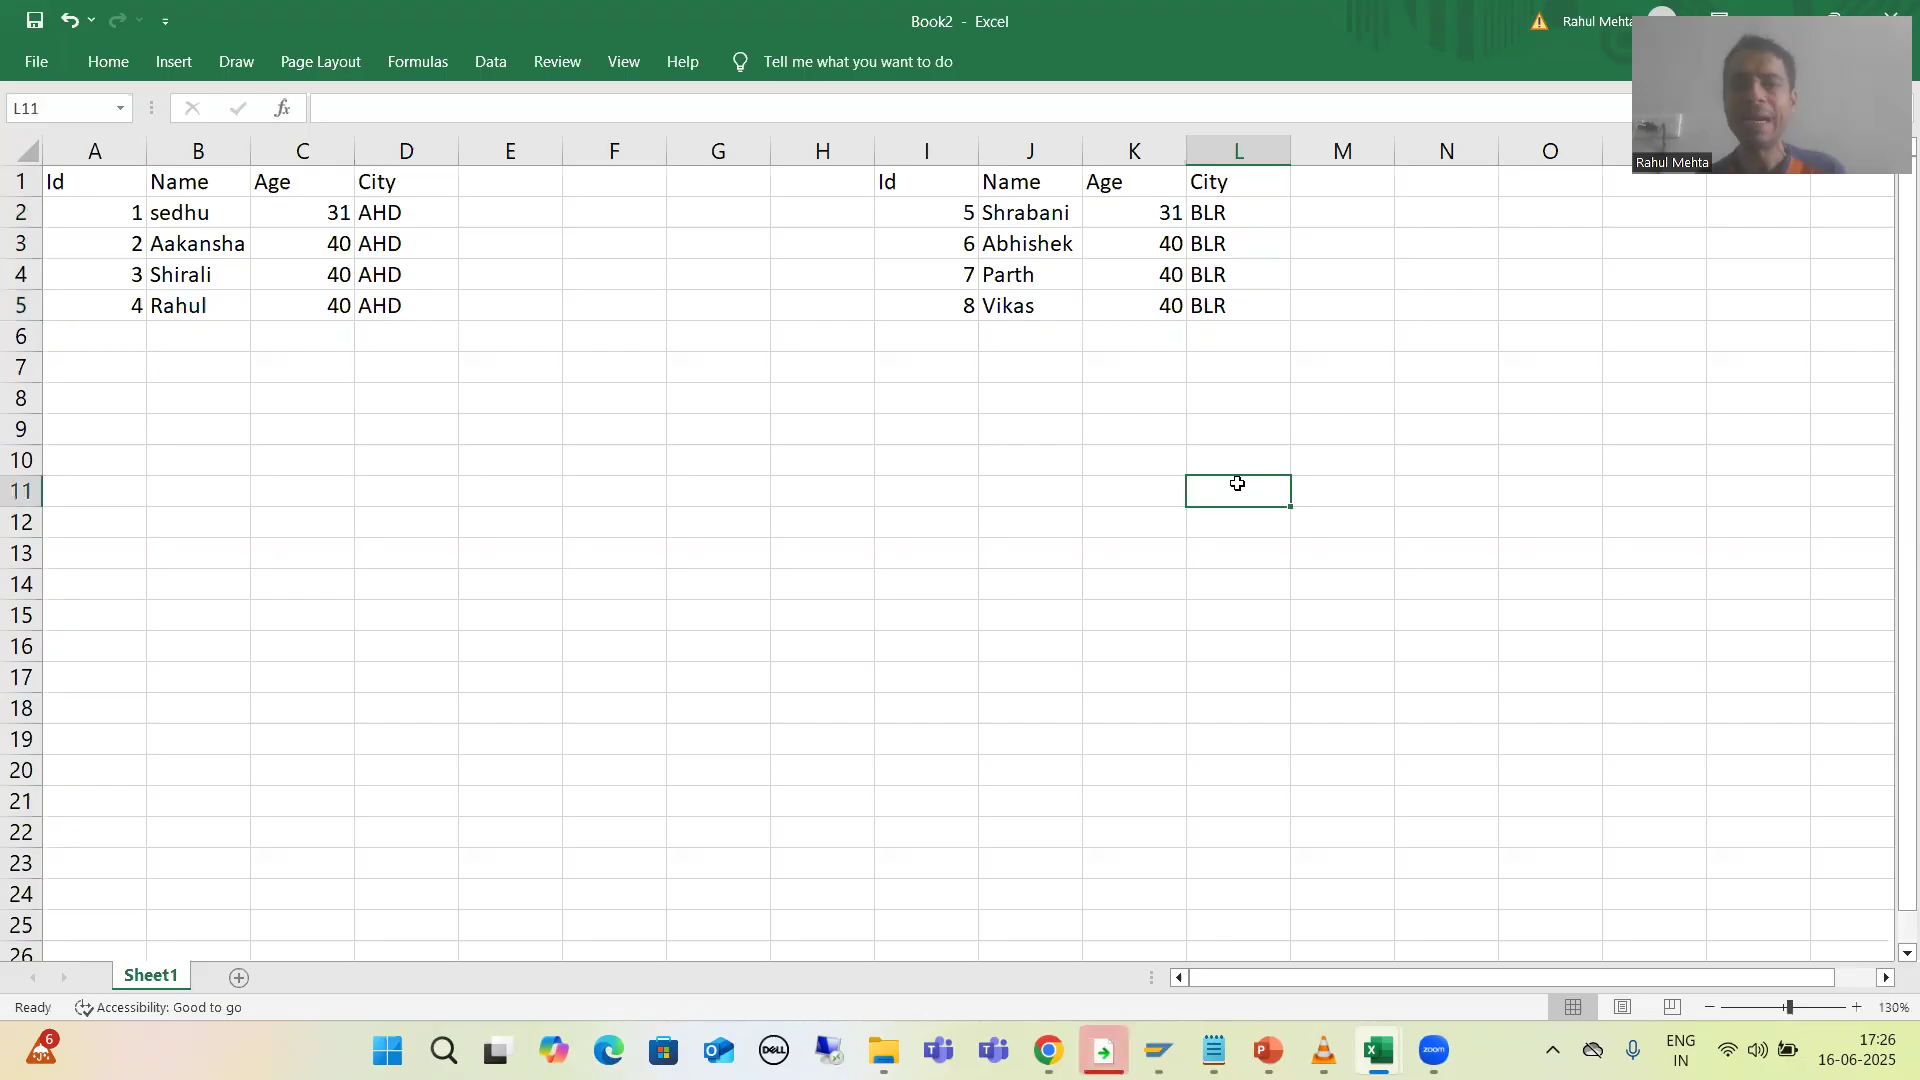 Book2 - Excel
Rahul Mehta
File Home Insert Draw Page Layout Formulas Data Review View Help Tell me what you want to do
L11 fx
Rahul Mehta
A B C D E F G H I J K L M N O
1 Id Name Age City Id Name Age City
2 1 sedhu 31 AHD 5 Shrabani 31 BLR
3 2 Aakansha 40 AHD 6 Abhishek 40 BLR
4 3 Shirali 40 AHD 7 Parth 40 BLR
5 4 Rahul 40 AHD 8 Vikas 40 BLR
6
7
8
9
10
11
12
13
14
15
16
17
18
19
20
21
22
23
24
25
26
Sheet1
Ready Accessibility: Good to go 130%
6 DELL zoom ENG 17:26
IN 16-06-2025